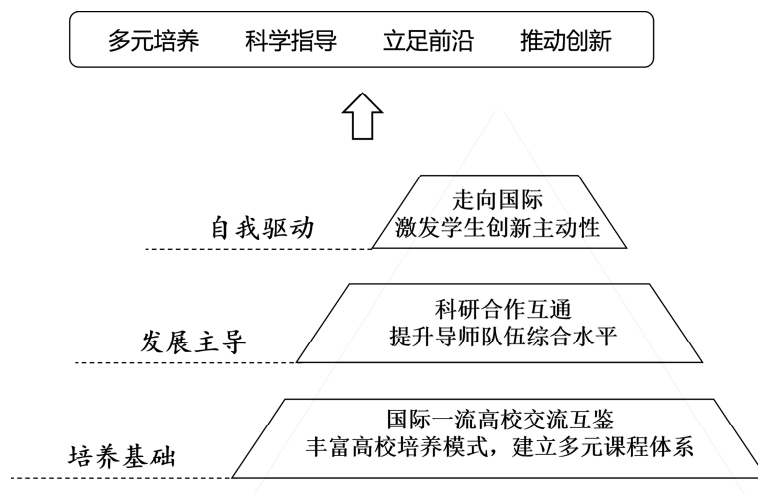 多元培养 科学指导 立足前沿 推动创新
走向国际
激发学生创新主动性
自我驱动
科研合作互通
提升导师队伍综合水平
发展主导
国际一流高校交流互鉴
丰富高校培养模式，建立多元课程体系
培养基础